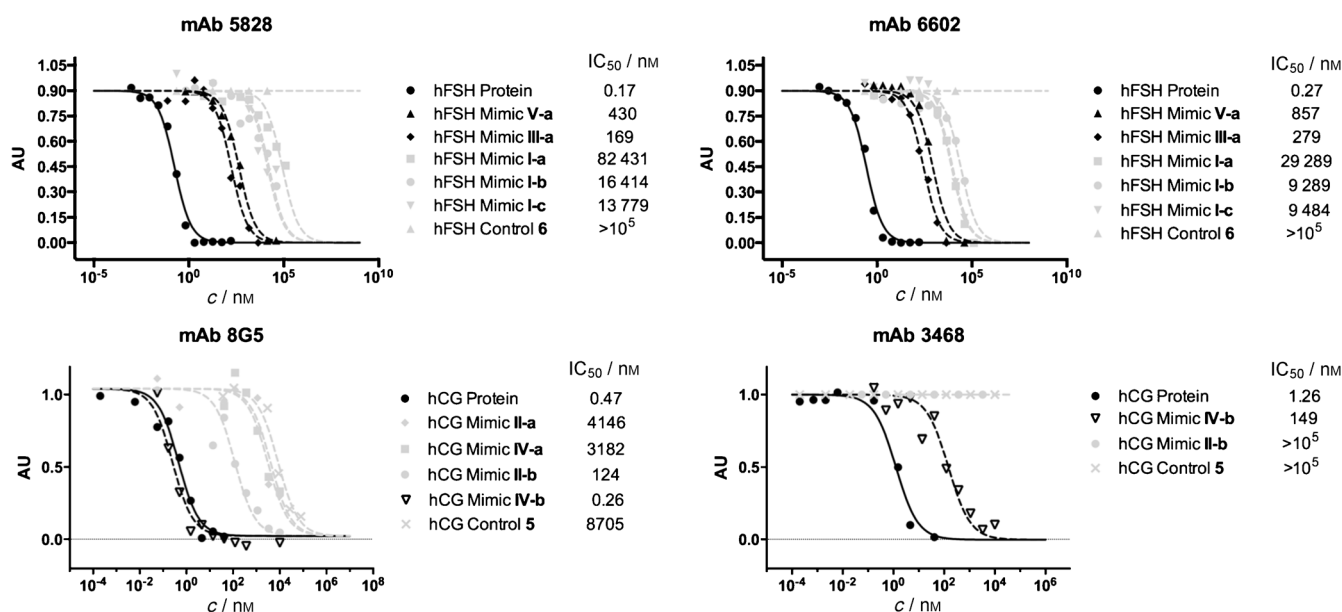 mAb 5828
1.05
0.90
0.75
0.60
0.45
0.30
0.15
0.00
AU
10⁻⁵
10⁰
10⁵
10¹⁰
c / nM
IC₅₀ / nM
hFSH Protein 0.17
hFSH Mimic V-a 430
hFSH Mimic III-a 169
hFSH Mimic I-a 82 431
hFSH Mimic I-b 16 414
hFSH Mimic I-c 13 779
hFSH Control 6 >10⁵
mAb 6602
1.05
0.90
0.75
0.60
0.45
0.30
0.15
0.00
AU
10⁻⁵
10⁰
10⁵
10¹⁰
c / nM
IC₅₀ / nM
hFSH Protein 0.27
hFSH Mimic V-a 857
hFSH Mimic III-a 279
hFSH Mimic I-a 29 289
hFSH Mimic I-b 9 289
hFSH Mimic I-c 9 484
hFSH Control 6 >10⁵
mAb 8G5
1.0
0.5
0.0
AU
10⁻⁴
10⁻²
10⁰
10²
10⁴
10⁶
10⁸
c / nM
IC₅₀ / nM
hCG Protein 0.47
hCG Mimic II-a 4146
hCG Mimic IV-a 3182
hCG Mimic II-b 124
hCG Mimic IV-b 0.26
hCG Control 5 8705
mAb 3468
1.0
0.5
0.0
AU
10⁻⁴
10⁻²
10⁰
10²
10⁴
10⁶
c / nM
IC₅₀ / nM
hCG Protein 1.26
hCG Mimic IV-b 149
hCG Mimic II-b >10⁵
hCG Control 5 >10⁵